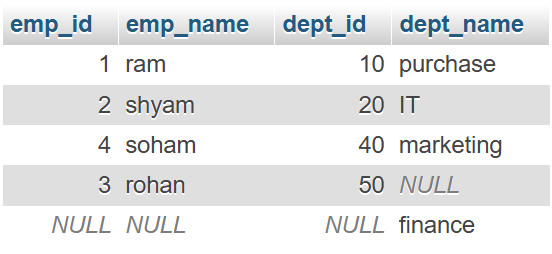 emp_id emp_name dept_id dept_name
1 ram 10 purchase
2 shyam 20 IT
4 soham 40 marketing
3 rohan 50 NULL
NULL NULL NULL finance